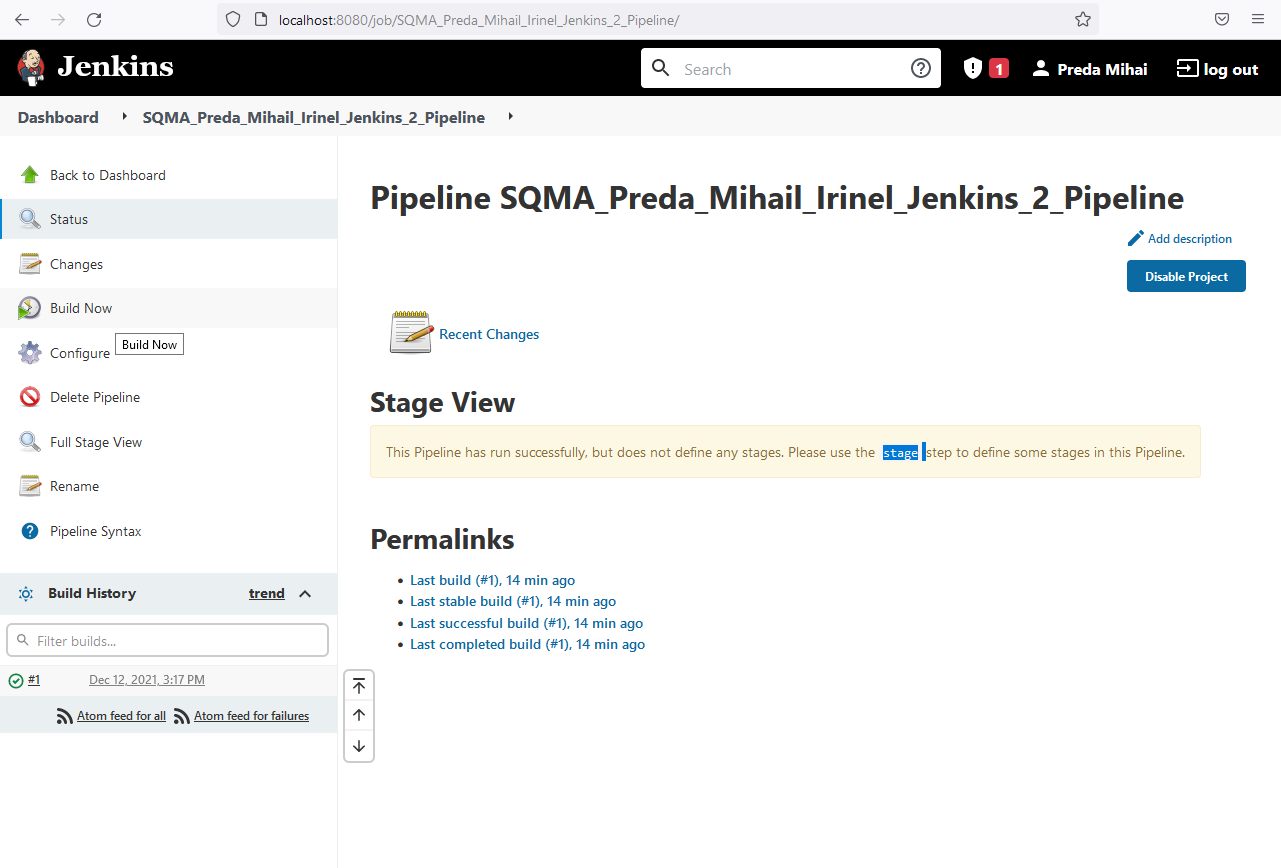 localhost:8080/job/SQMA_Preda_Mihail_Irinel_Jenkins_2_Pipeline/
Jenkins
Search
1
Preda Mihai
log out
Dashboard
SQMA_Preda_Mihail_Irinel_Jenkins_2_Pipeline
Back to Dashboard
Status
Changes
Build Now
Build Now
Configure
Delete Pipeline
Full Stage View
Rename
Pipeline Syntax
Build History
trend
Filter builds...
#1
Dec 12, 2021, 3:17 PM
Atom feed for all
Atom feed for failures
Pipeline SQMA_Preda_Mihail_Irinel_Jenkins_2_Pipeline
Add description
Disable Project
Recent Changes
Stage View
This Pipeline has run successfully, but does not define any stages. Please use the stage step to define some stages in this Pipeline.
Permalinks
Last build (#1), 14 min ago
Last stable build (#1), 14 min ago
Last successful build (#1), 14 min ago
Last completed build (#1), 14 min ago